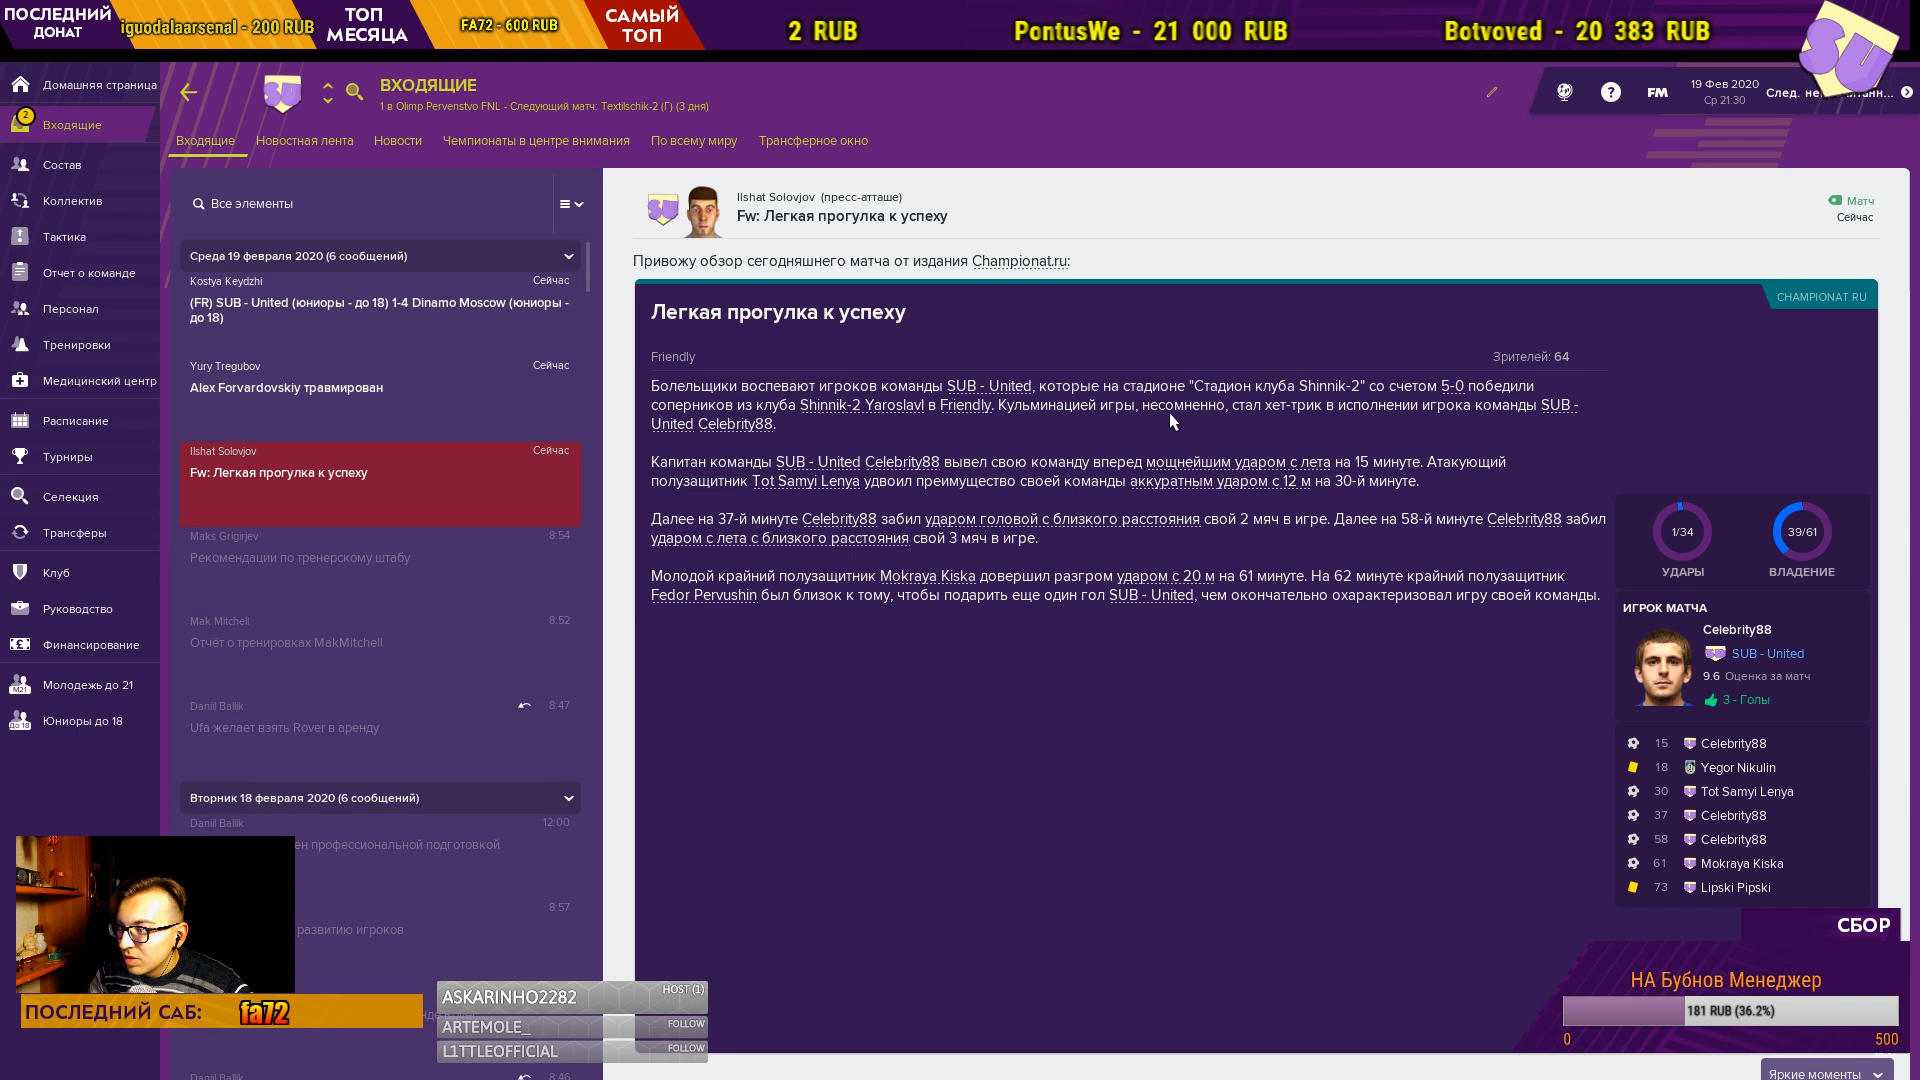 ПОСЛЕДНИЙ
ДОНАТ
iguodalaarsenal - 200 RUB
ТОП
МЕСЯЦА
FA72 - 600 RUB
САМЫЙ
ТОП
2 RUB
PontusWe - 21 000 RUB
Botvoved - 20 383 RUB
SU
Домашняя страница
2
Входящие
Состав
Коллектив
Тактика
Отчет о команде
Персонал
Тренировки
Медицинский центр
Расписание
Турниры
Селекция
Трансферы
Клуб
Руководство
Финансирование
Молодежь до 21
Юниоры до 18
ВХОДЯЩИЕ
1 в Olimp Pervenstvo FNL - Следующий матч: Textilschik-2 (Г) (3 дня)
FM
19 Фев 2020
Ср 21:30
След.
Входящие
Новостная лента
Новости
Чемпионаты в центре внимания
По всему миру
Трансферное окно
Все элементы
Среда 19 февраля 2020 (6 сообщений)
Kostya Keydzhi
Сейчас
(FR) SUB - United (юниоры - до 18) 1-4 Dinamo Moscow (юниоры -
до 18)
Yury Tregubov
Сейчас
Alex Forvardovskiy травмирован
Ilshat Solovjov
Сейчас
Fw: Легкая прогулка к успеху
Maks Grigirjev
8:54
Рекомендации по тренерскому штабу
Mak Mitchell
8:52
Отчёт о тренировках MakMitchell
Daniil Ballik
8:47
Ufa желает взять Rover в аренду
Вторник 18 февраля 2020 (6 сообщений)
Daniil Ballik
12:00
ен профессиональной подготовкой
8:57
развитию игроков
Daniil Ballik
8:46
Ilshat Solovjov (пресс-атташе)
Fw: Легкая прогулка к успеху
Матч
Сейчас
Привожу обзор сегодняшнего матча от издания Championat.ru:
CHAMPIONAT.RU
Легкая прогулка к успеху
Friendly
Зрителей: 64
Болельщики воспевают игроков команды SUB - United, которые на стадионе "Стадион клуба Shinnik-2" со счетом 5-0 победили
соперников из клуба Shinnik-2 Yaroslavl в Friendly. Кульминацией игры, несомненно, стал хет-трик в исполнении игрока команды SUB -
United Celebrity88.
Капитан команды SUB - United Celebrity88 вывел свою команду вперед мощнейшим ударом с лета на 15 минуте. Атакующий
полузащитник Tot Samyi Lenya удвоил преимущество своей команды аккуратным ударом с 12 м на 30-й минуте.
Далее на 37-й минуте Celebrity88 забил ударом головой с близкого расстояния свой 2 мяч в игре. Далее на 58-й минуте Celebrity88 забил
ударом с лета с близкого расстояния свой 3 мяч в игре.
Молодой крайний полузащитник Mokraya Kiska довершил разгром ударом с 20 м на 61 минуте. На 62 минуте крайний полузащитник
Fedor Pervushin был близок к тому, чтобы подарить еще один гол SUB - United, чем окончательно охарактеризовал игру своей команды.
1/34
39/61
УДАРЫ
ВЛАДЕНИЕ
ИГРОК МАТЧА
Celebrity88
SUB - United
9.6 Оценка за матч
3 - Голы
15 Celebrity88
18 Yegor Nikulin
30 Tot Samyi Lenya
37 Celebrity88
58 Celebrity88
61 Mokraya Kiska
73 Lipski Pipski
СБОР
НА Бубнов Менеджер
181 RUB (36.2%)
0
500
Яркие моменты
ПОСЛЕДНИЙ САБ:
fa72
ASKARINHO2282
HOST (1)
ARTEMOLE_
FOLLOW
L1TTLEOFFICIAL
FOLLOW